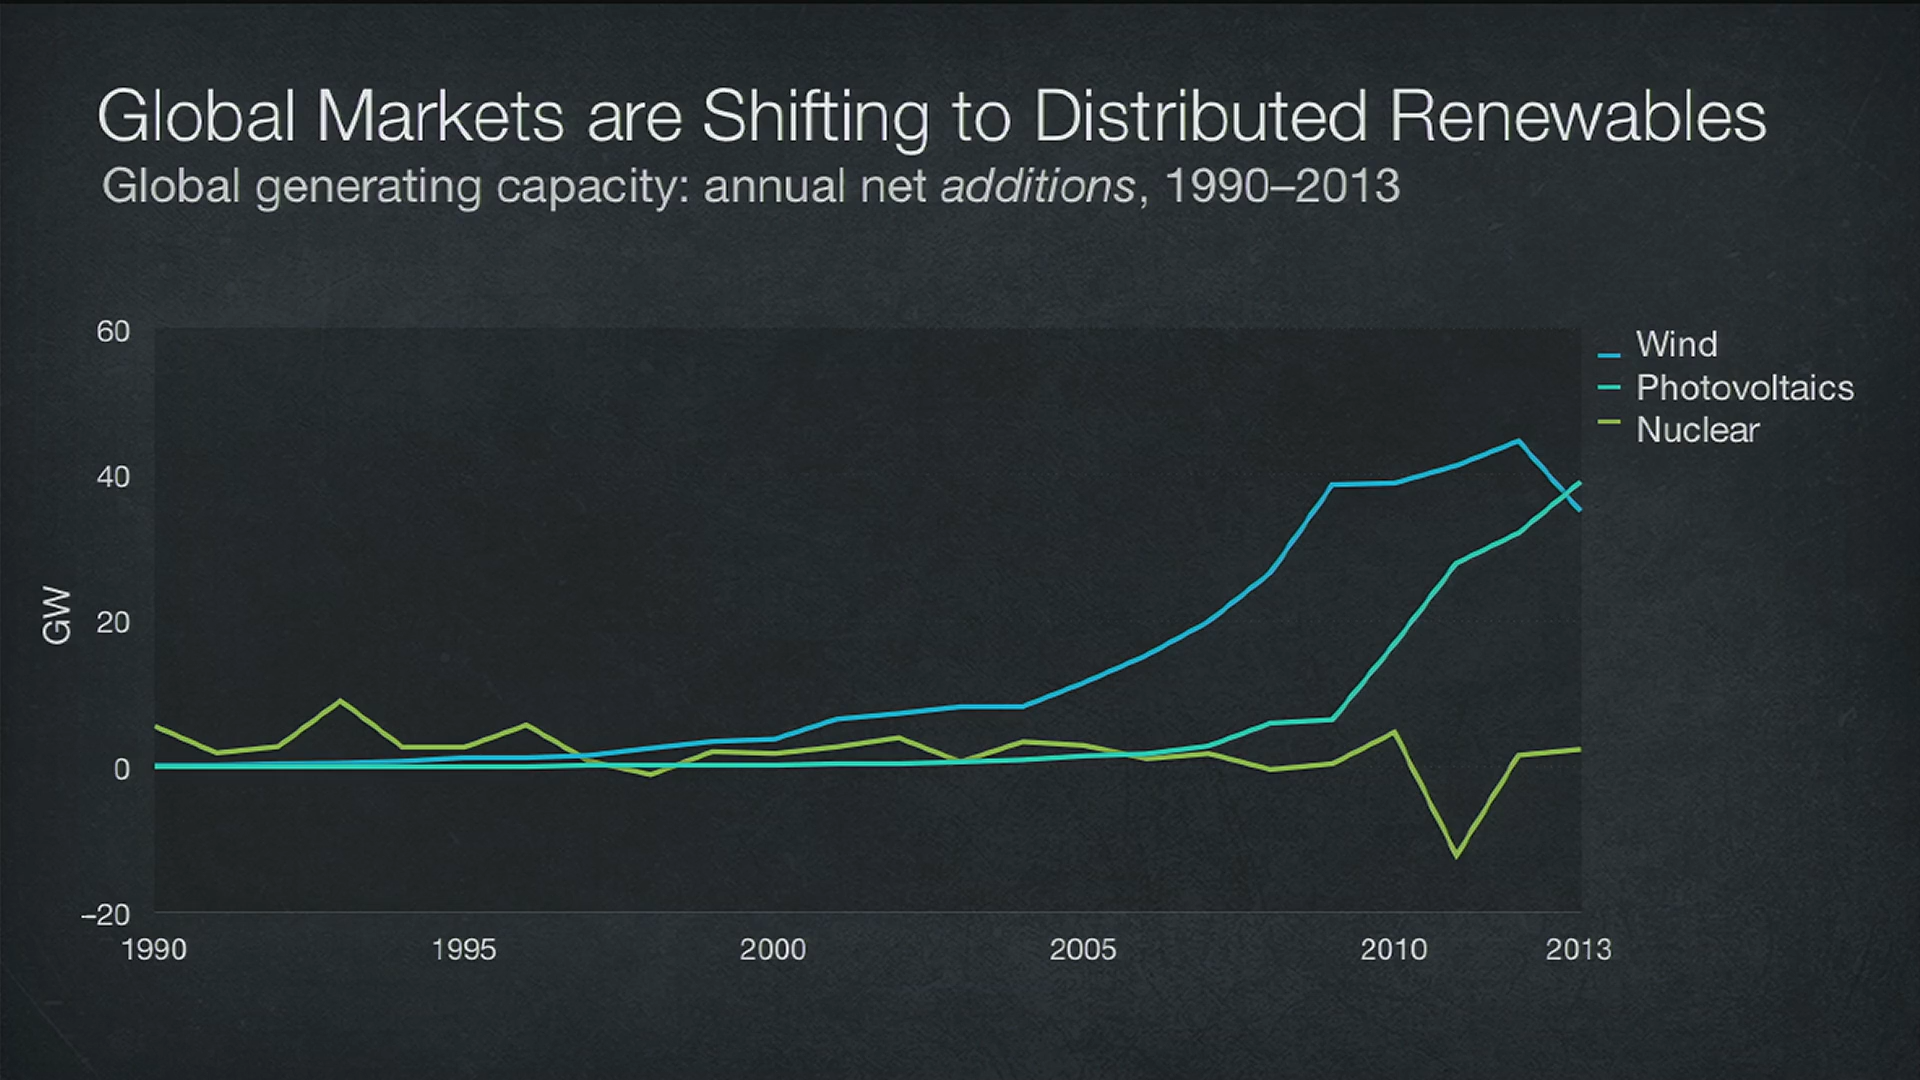 Global Markets are Shifting to Distributed Renewables
Global generating capacity: annual net additions, 1990–2013
60
40
20
0
–20
GW
1990 1995 2000 2005 2010 2013
Wind
Photovoltaics
Nuclear